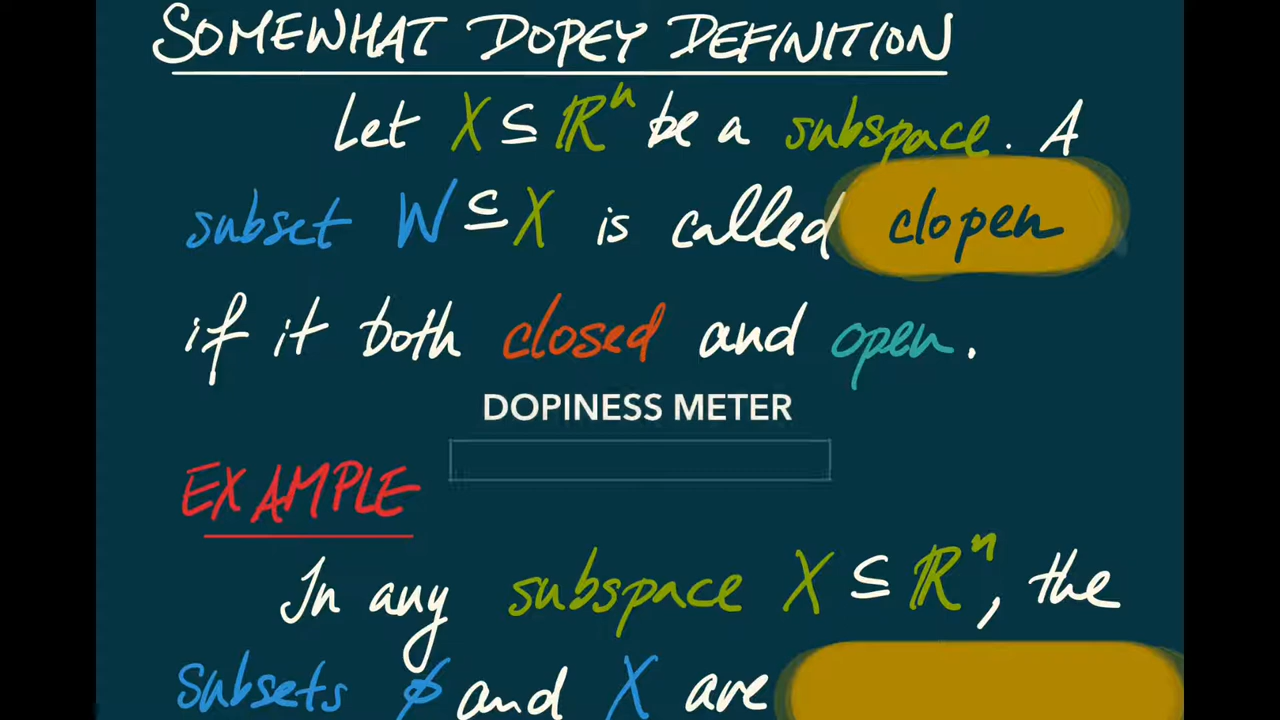 SOMEWHAT DOPEY DEFINITION
Let X ⊆ ℝⁿ be a subspace. A
subset W ⊆ X is called clopen
if it both closed and open.
DOPINESS METER
EXAMPLE
In any subspace X ⊆ ℝⁿ, the
subsets ϕ and X are